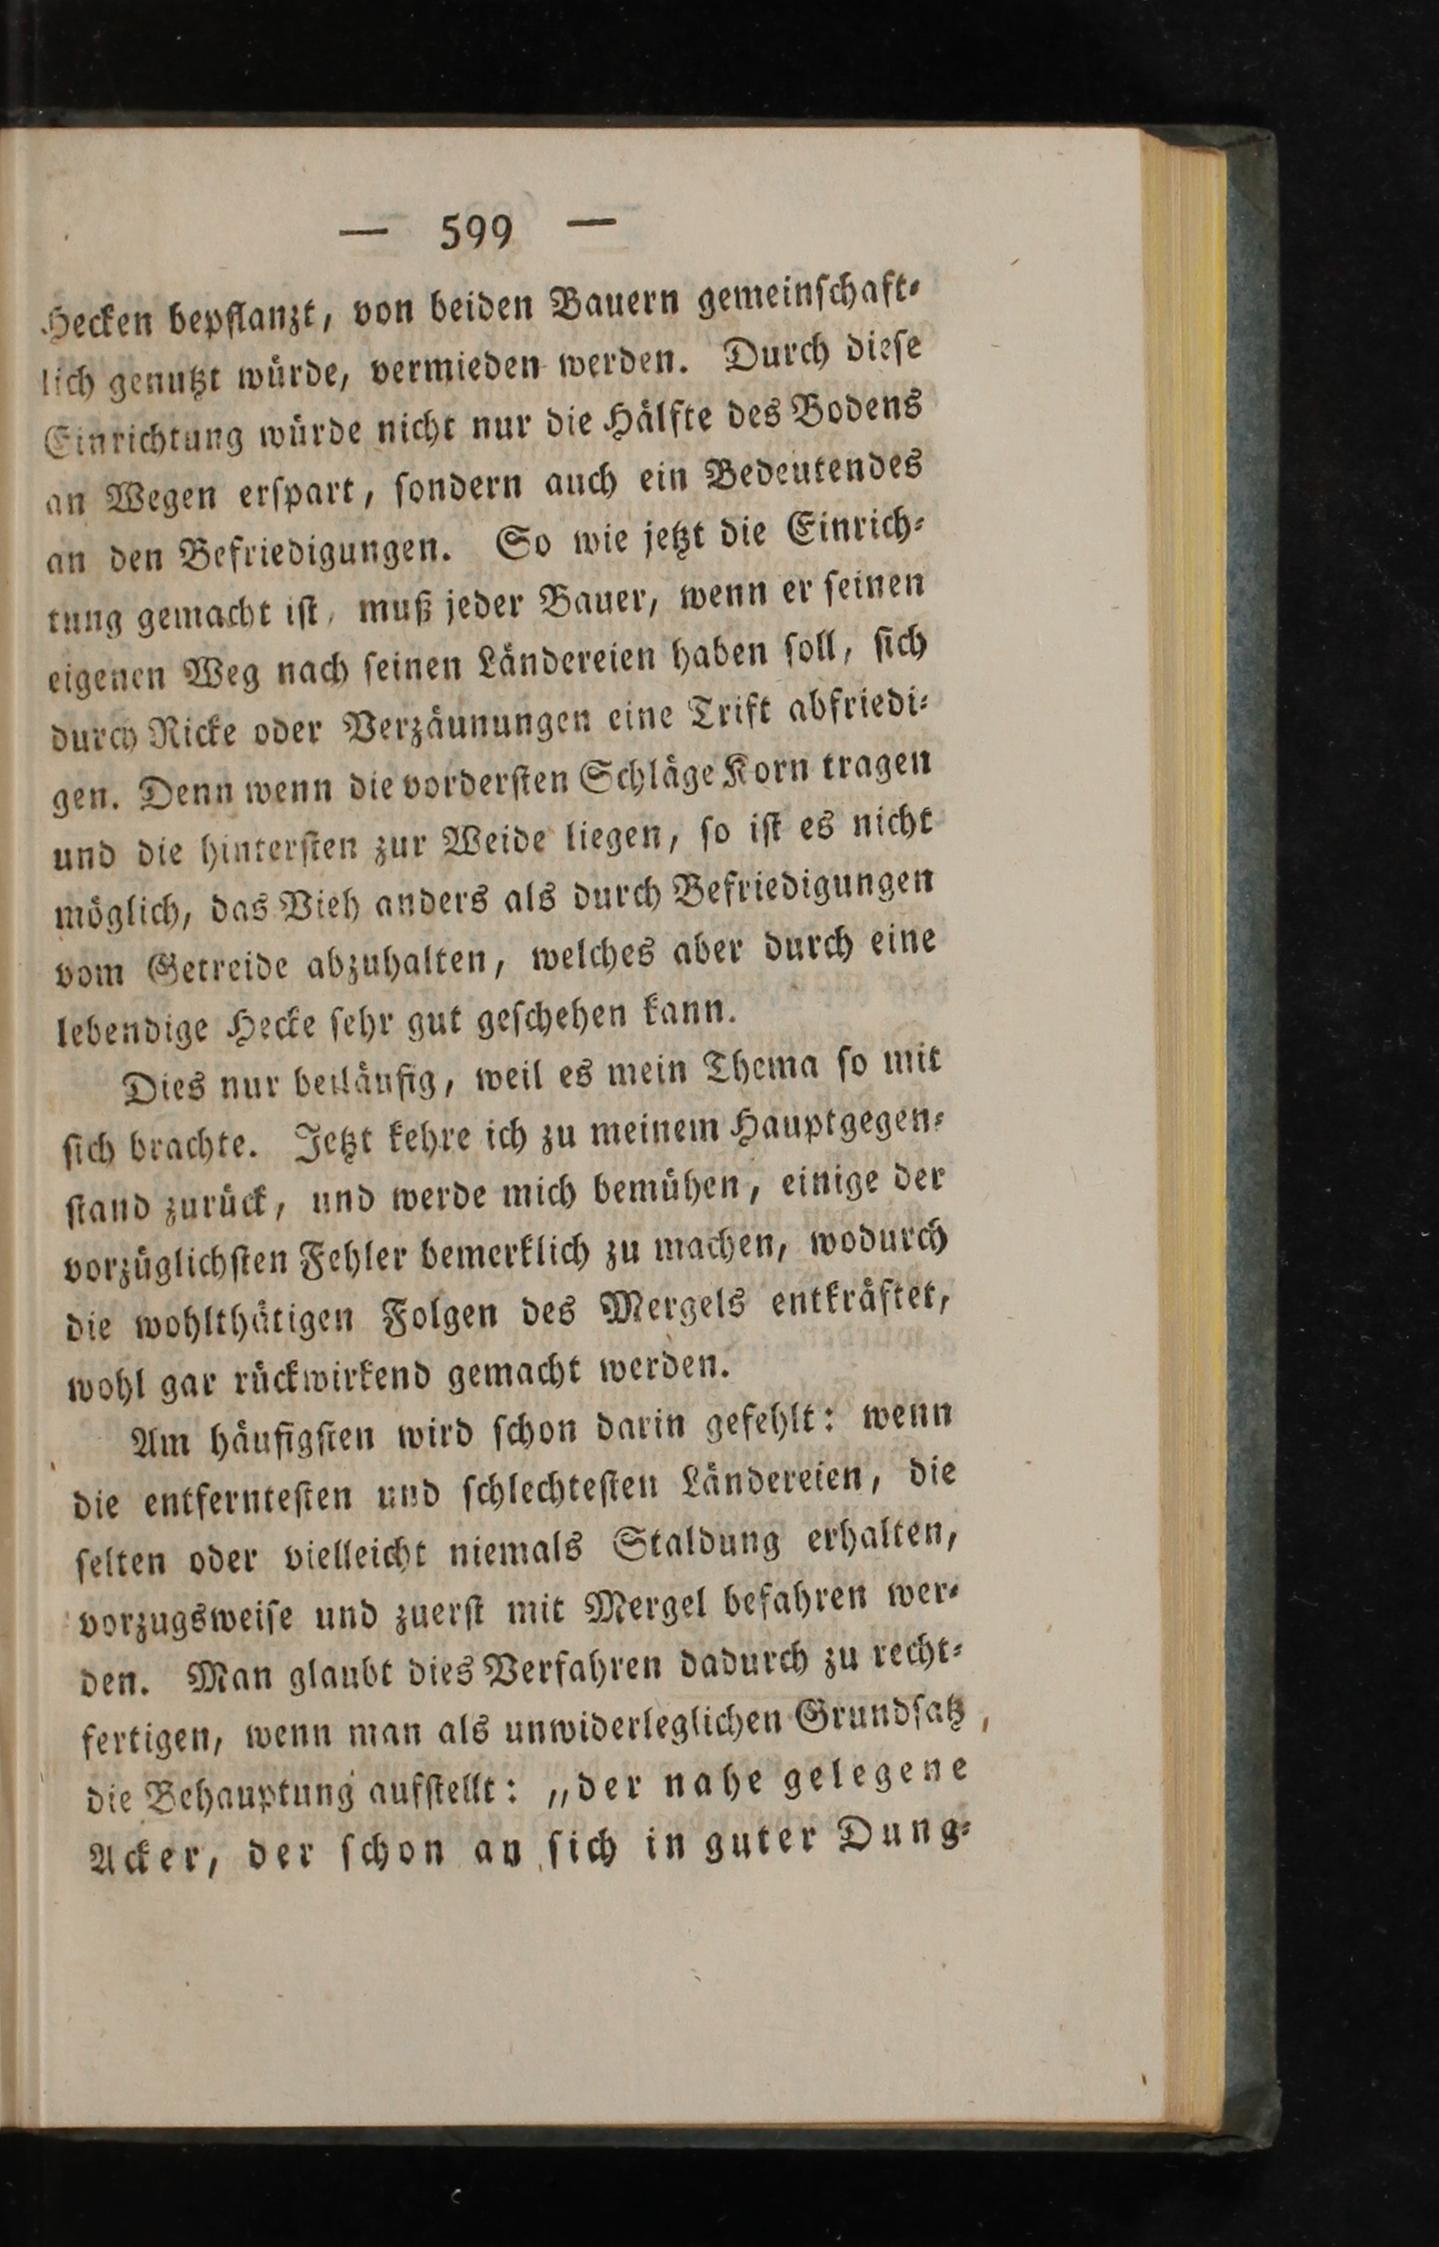 — 599 —
Hecken bepflanzt, von beiden Bauern gemeinschaft-
lich genutzt würde, vermieden werden. Durch diese
Einrichtung würde nicht nur die Hälfte des Bodens
an Wegen erspart, sondern auch ein Bedeutendes
an den Befriedigungen. So wie jetzt die Einrich-
tung gemacht ist, muß jeder Bauer, wenn er seinen
eigenen Weg nach seinen Ländereien haben soll, sich
durch Ricke oder Verzäunungen eine Trift abfriedi-
gen. Denn wenn die vordersten Schläge Korn tragen
und die hintersten zur Weide liegen, so ist es nicht
möglich, das Vieh anders als durch Befriedigungen
vom Getreide abzuhalten, welches aber durch eine
lebendige Hecke sehr gut geschehen kann.
Dies nur beiläufig, weil es mein Thema so mit
sich brachte. Jetzt kehre ich zu meinem Hauptgegen-
stand zurück, und werde mich bemühen, einige der
vorzüglichsten Fehler bemerklich zu machen, wodurch
die wohlthätigen Folgen des Mergels entkräftet,
wohl gar rückwirkend gemacht werden.
Am häufigsten wird schon darin gefehlt: wenn
die entferntesten und schlechtesten Ländereien, die
selten oder vielleicht niemals Staldung erhalten,
vorzugsweise und zuerst mit Mergel befahren wer-
den. Man glaubt dies Verfahren dadurch zu recht-
fertigen, wenn man als unwiderleglichen Grundsatz,
die Behauptung aufstellt: „der nahe gelegene
Acker, der schon an sich in guter Dung-